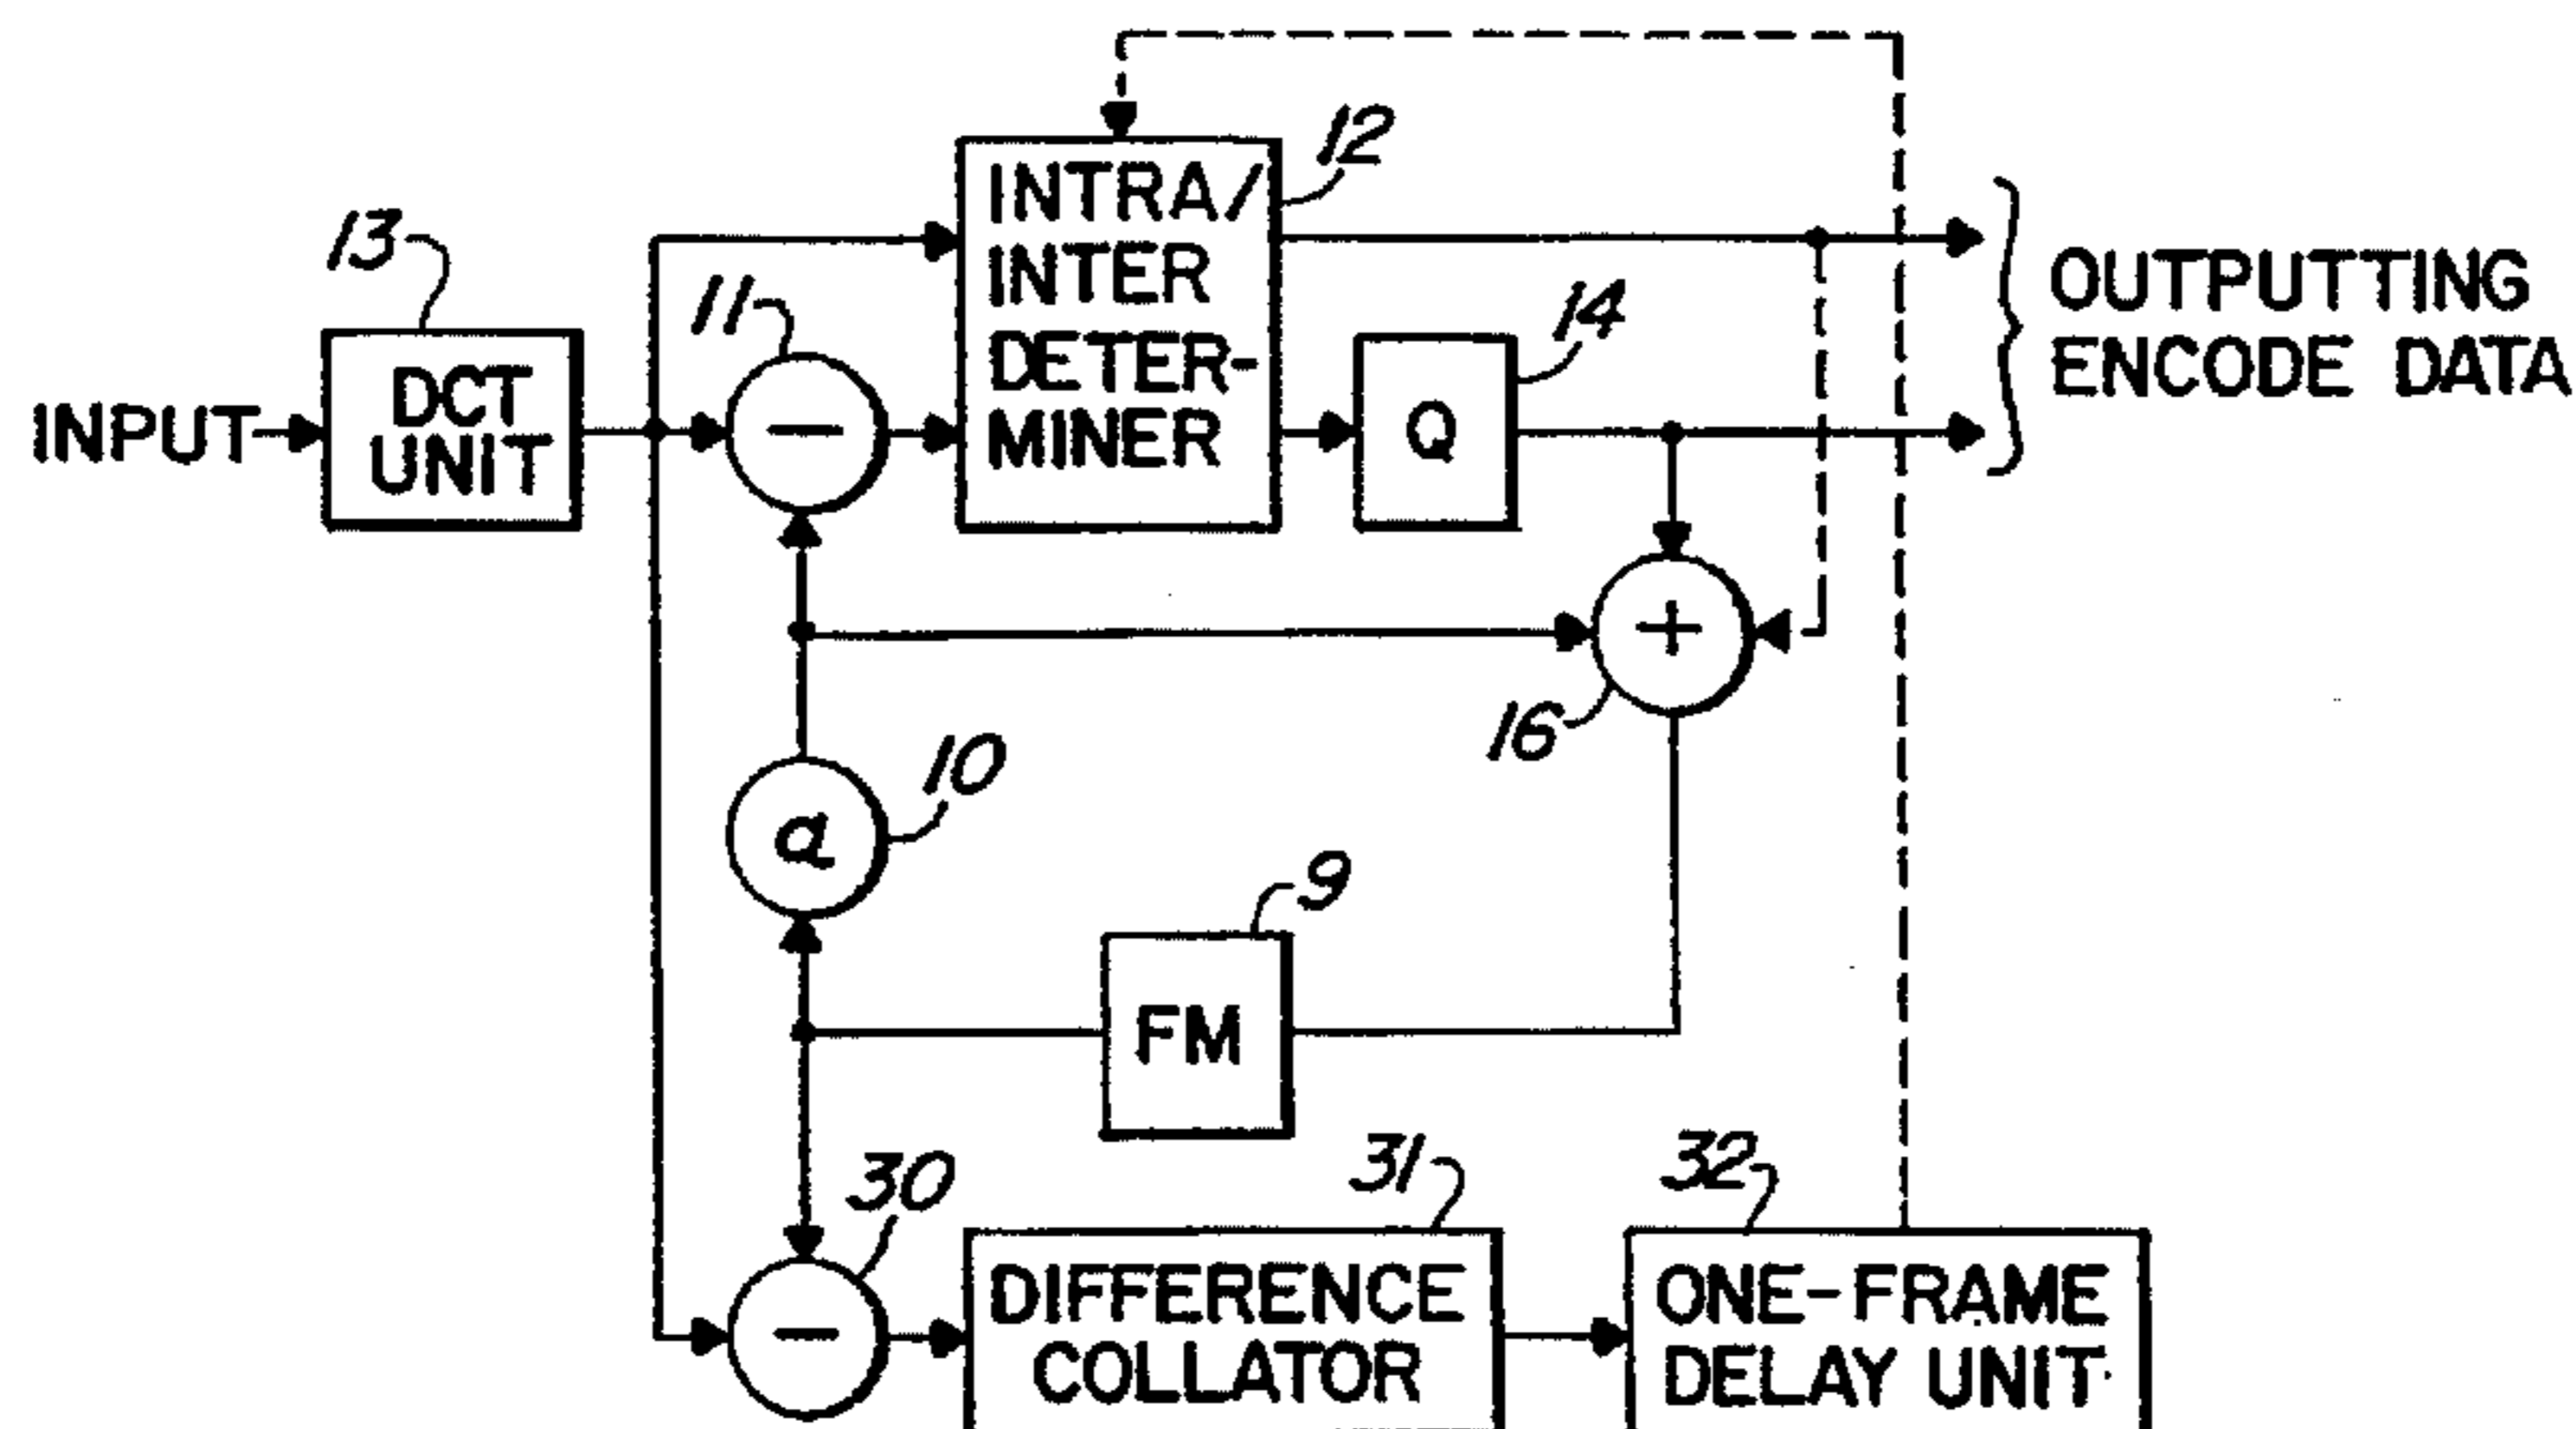 12
INTRA/
INTER
DETER-
MINER
13
DCT
UNIT
INPUT
11
14
Q
OUTPUTTING
ENCODE DATA
−
+
16
10
a
9
FM
30
−
31
DIFFERENCE
COLLATOR
32
ONE-FRAME
DELAY UNIT